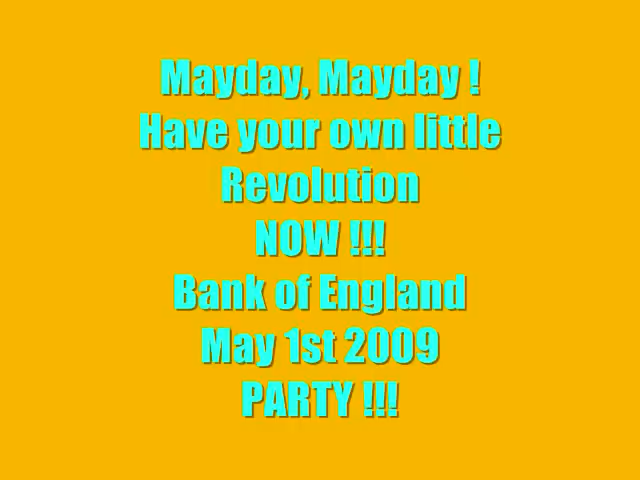 Mayday, Mayday !
Have your own little
Revolution
NOW !!!
Bank of England
May 1st 2009
PARTY !!!